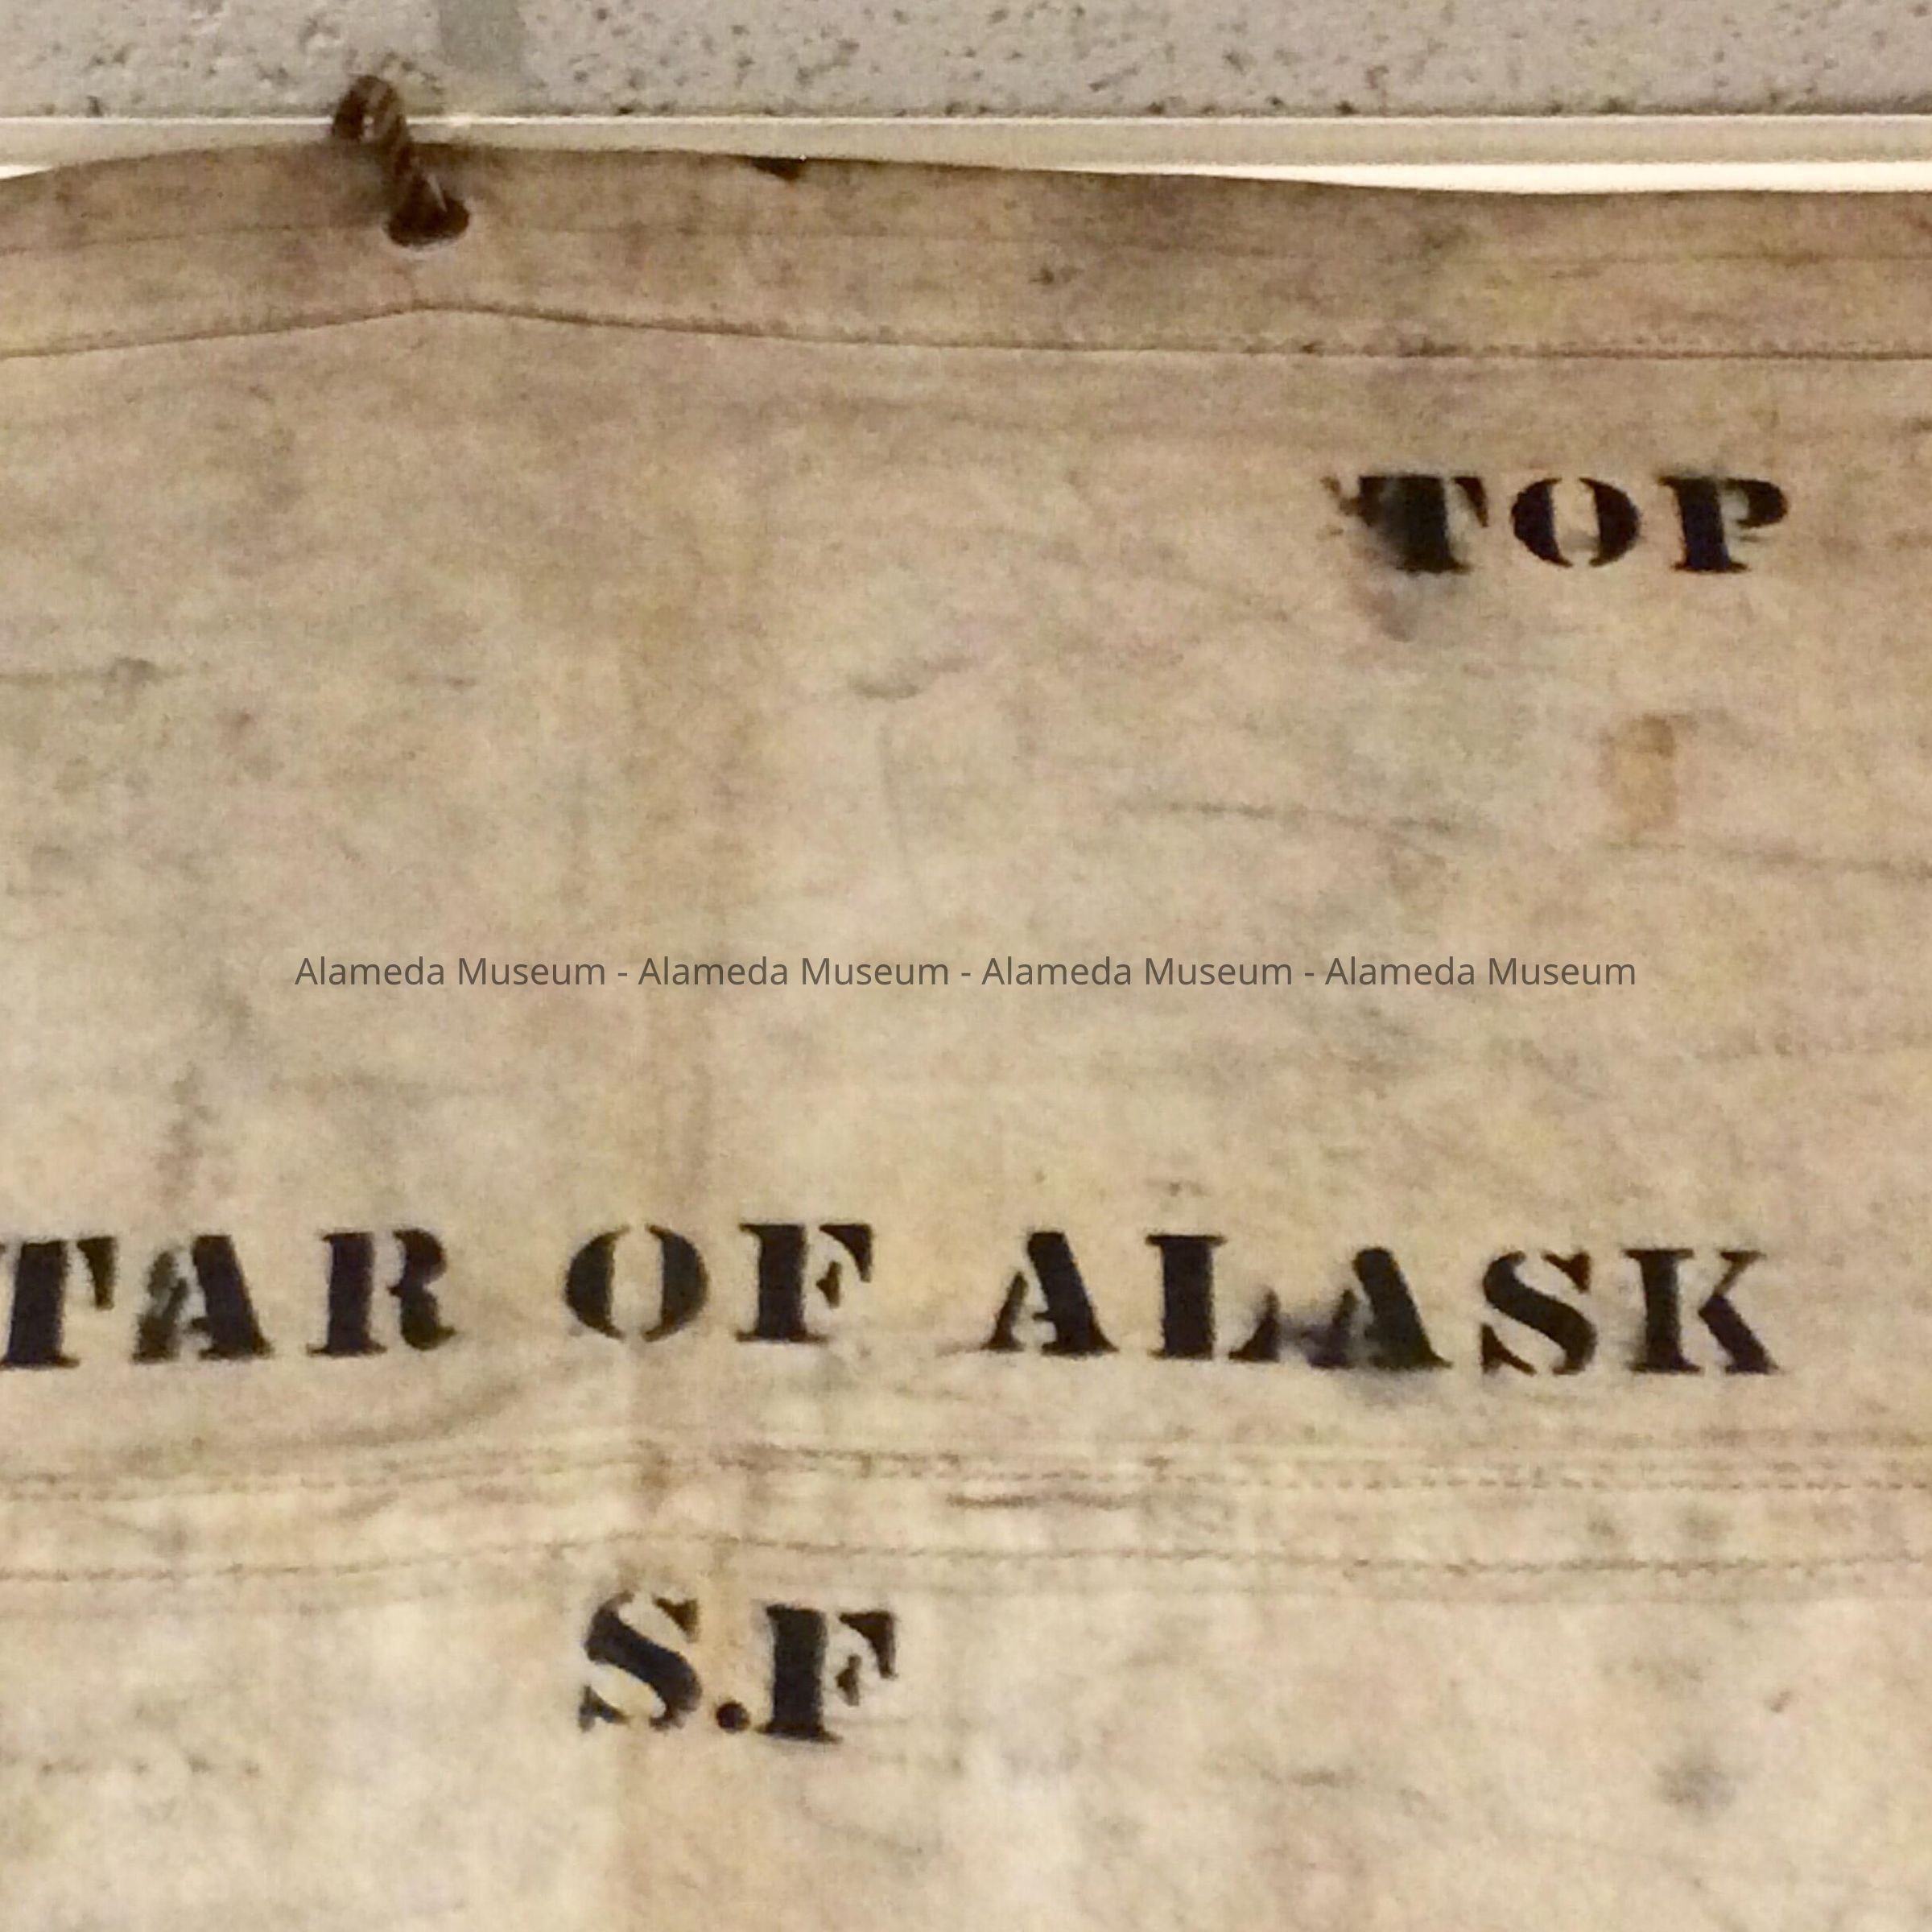 TOP
Alameda Museum - Alameda Museum - Alameda Museum - Alameda Museum
TAR OF ALASK
S.F